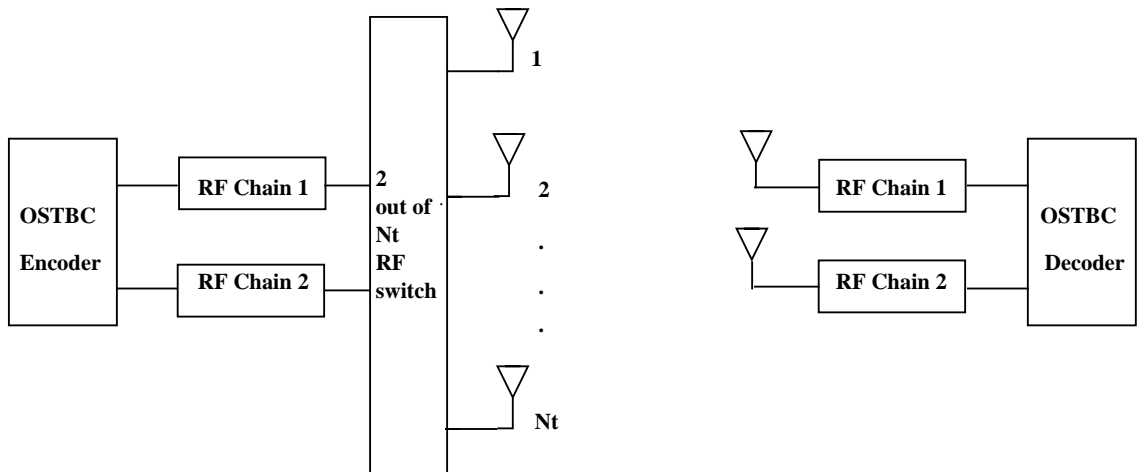 OSTBC
Encoder
RF Chain 1
RF Chain 2
2
out of
Nt
RF
switch
1
2
.
.
.
Nt
RF Chain 1
RF Chain 2
OSTBC
Decoder